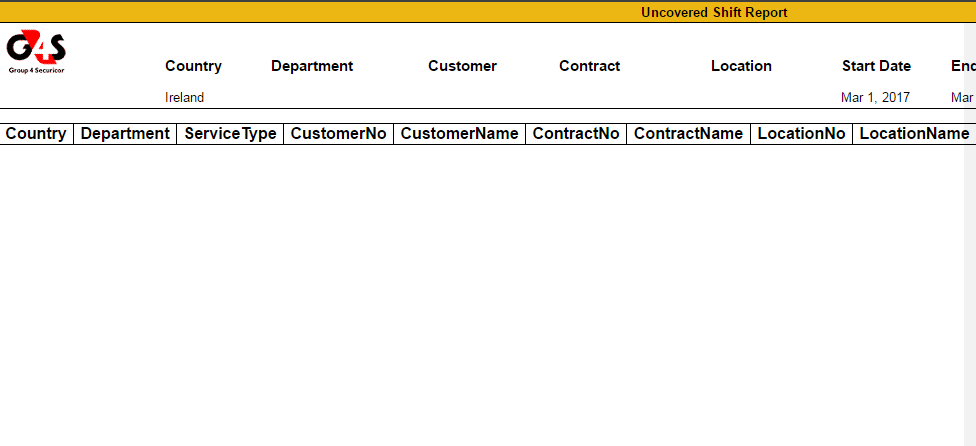 Uncovered Shift Report
G4S
Group 4 Securicor
Country Department Customer Contract Location Start Date End
Ireland Mar 1, 2017 Mar
Country Department ServiceType CustomerNo CustomerName ContractNo ContractName LocationNo LocationName